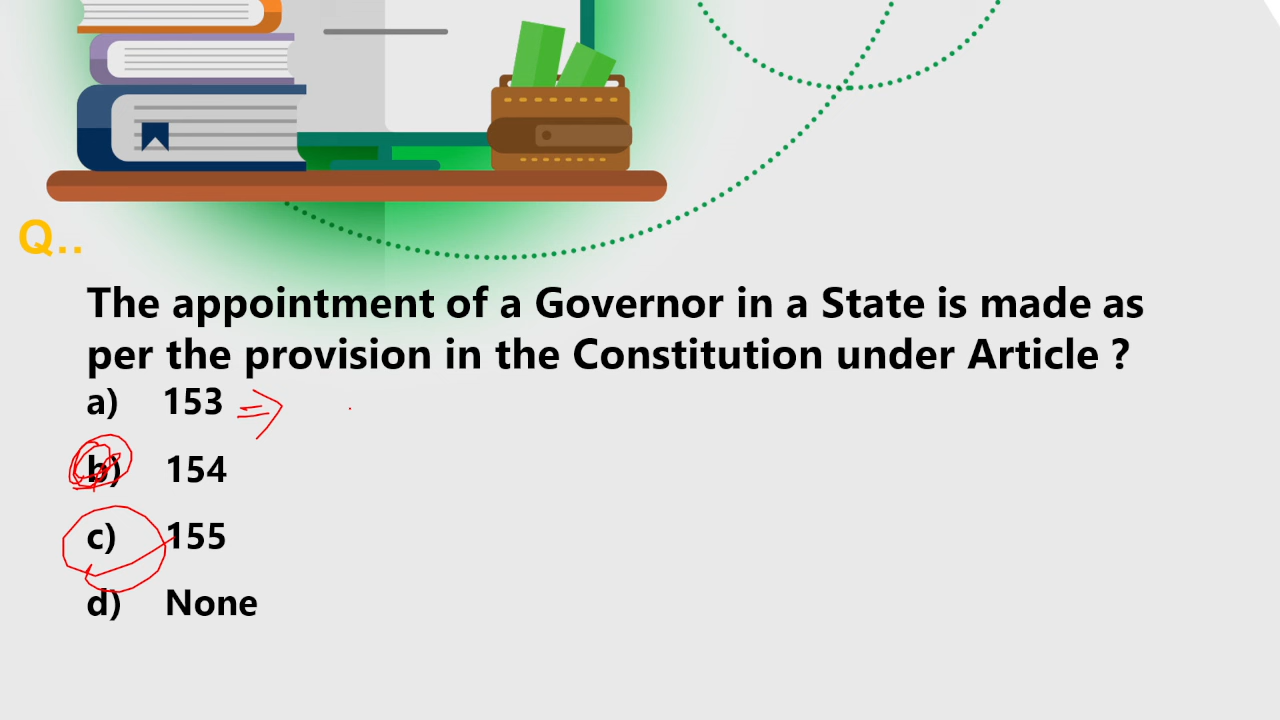 Q..
The appointment of a Governor in a State is made as
per the provision in the Constitution under Article ?
a) 153
b) 154
c) 155
d) None